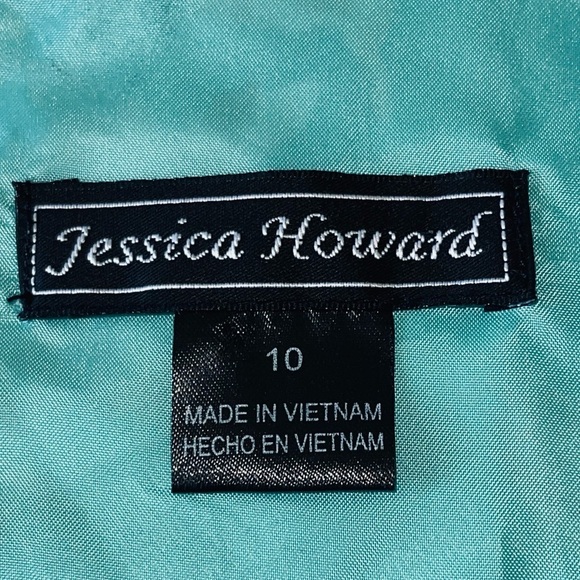 Jessica Howard
10
MADE IN VIETNAM
HECHO EN VIETNAM